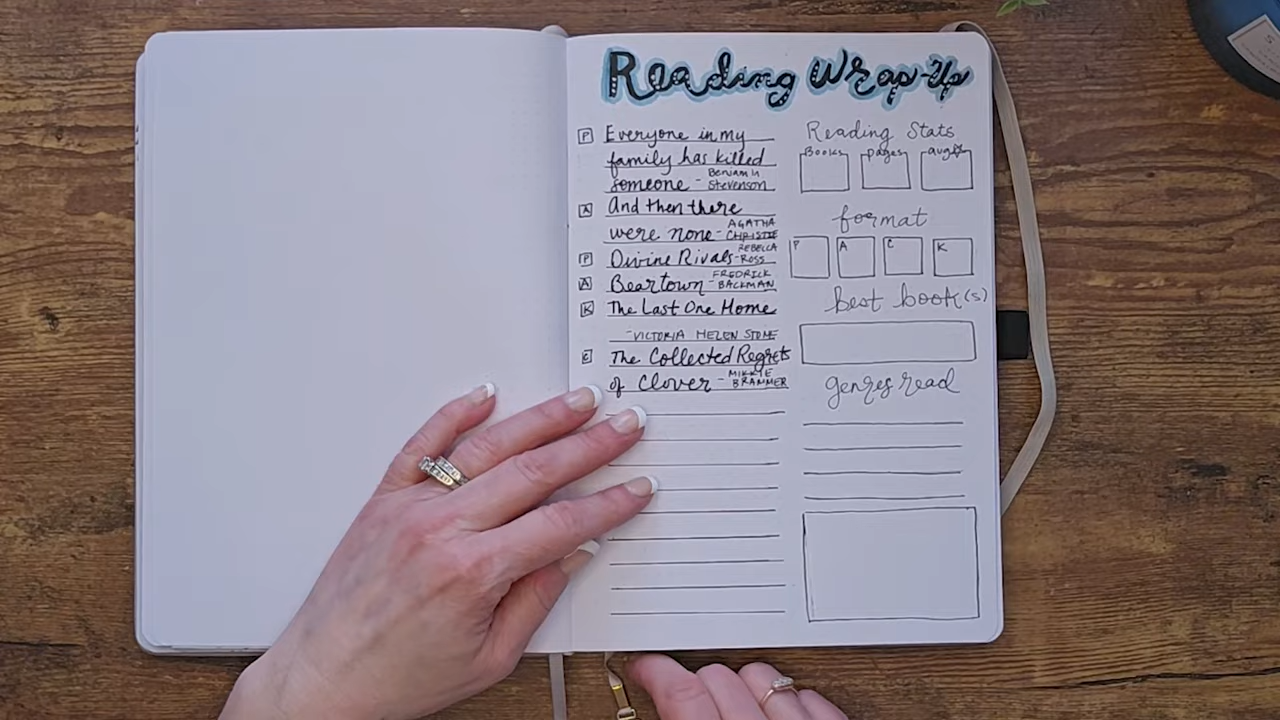 Reading Wrap-Up
P Everyone in my
family has killed
someone - Benjamin
Stevenson
A And then there
were none - AGATHA
CHRISTIE
P Divine Rivals - REBELLA
ROSS
A Beartown - FREDRICK
BACKMAN
K The Last One Home
- VICTORIA HELEN STONE
C The Collected Regrets
of Clover - MIKKIE
BRAMMER
Reading Stats
Books pages avg
format
P A C K
best book(s)
genres read